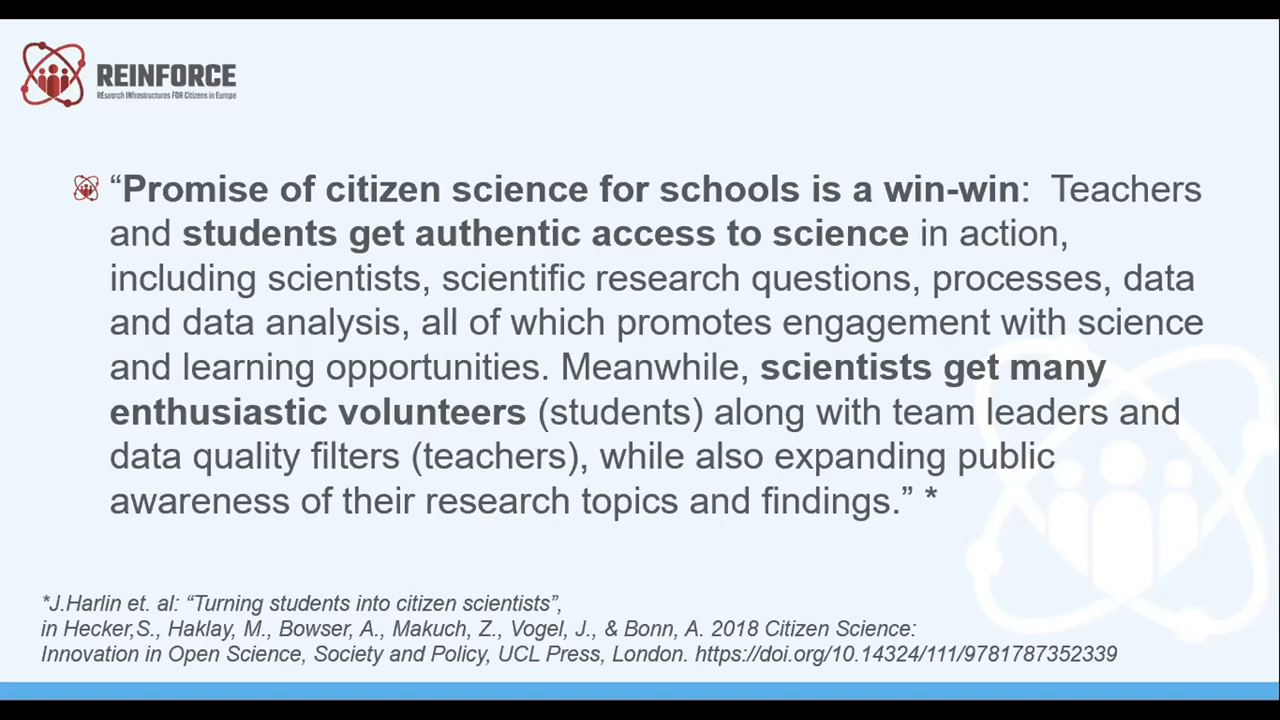 REINFORCE
REsearch INfrastructures FOR Citizens in Europe
“Promise of citizen science for schools is a win-win:  Teachers
and students get authentic access to science in action,
including scientists, scientific research questions, processes, data
and data analysis, all of which promotes engagement with science
and learning opportunities. Meanwhile, scientists get many
enthusiastic volunteers (students) along with team leaders and
data quality filters (teachers), while also expanding public
awareness of their research topics and findings.” *
*J.Harlin et. al: “Turning students into citizen scientists”,
in Hecker,S., Haklay, M., Bowser, A., Makuch, Z., Vogel, J., & Bonn, A. 2018 Citizen Science:
Innovation in Open Science, Society and Policy, UCL Press, London. https://doi.org/10.14324/111/9781787352339